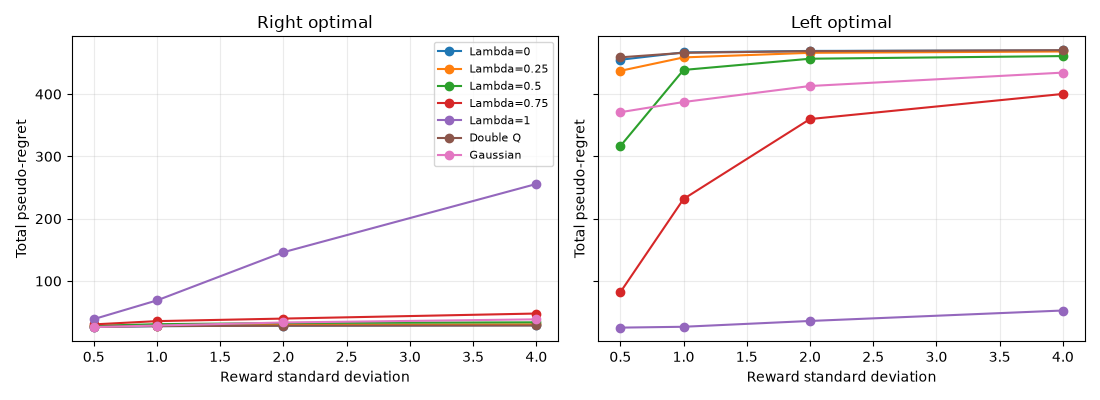 Right optimal
Total pseudo-regret
400
300
200
100
0.5 1.0 1.5 2.0 2.5 3.0 3.5 4.0
Reward standard deviation
Lambda=0
Lambda=0.25
Lambda=0.5
Lambda=0.75
Lambda=1
Double Q
Gaussian
Left optimal
Total pseudo-regret
0.5 1.0 1.5 2.0 2.5 3.0 3.5 4.0
Reward standard deviation